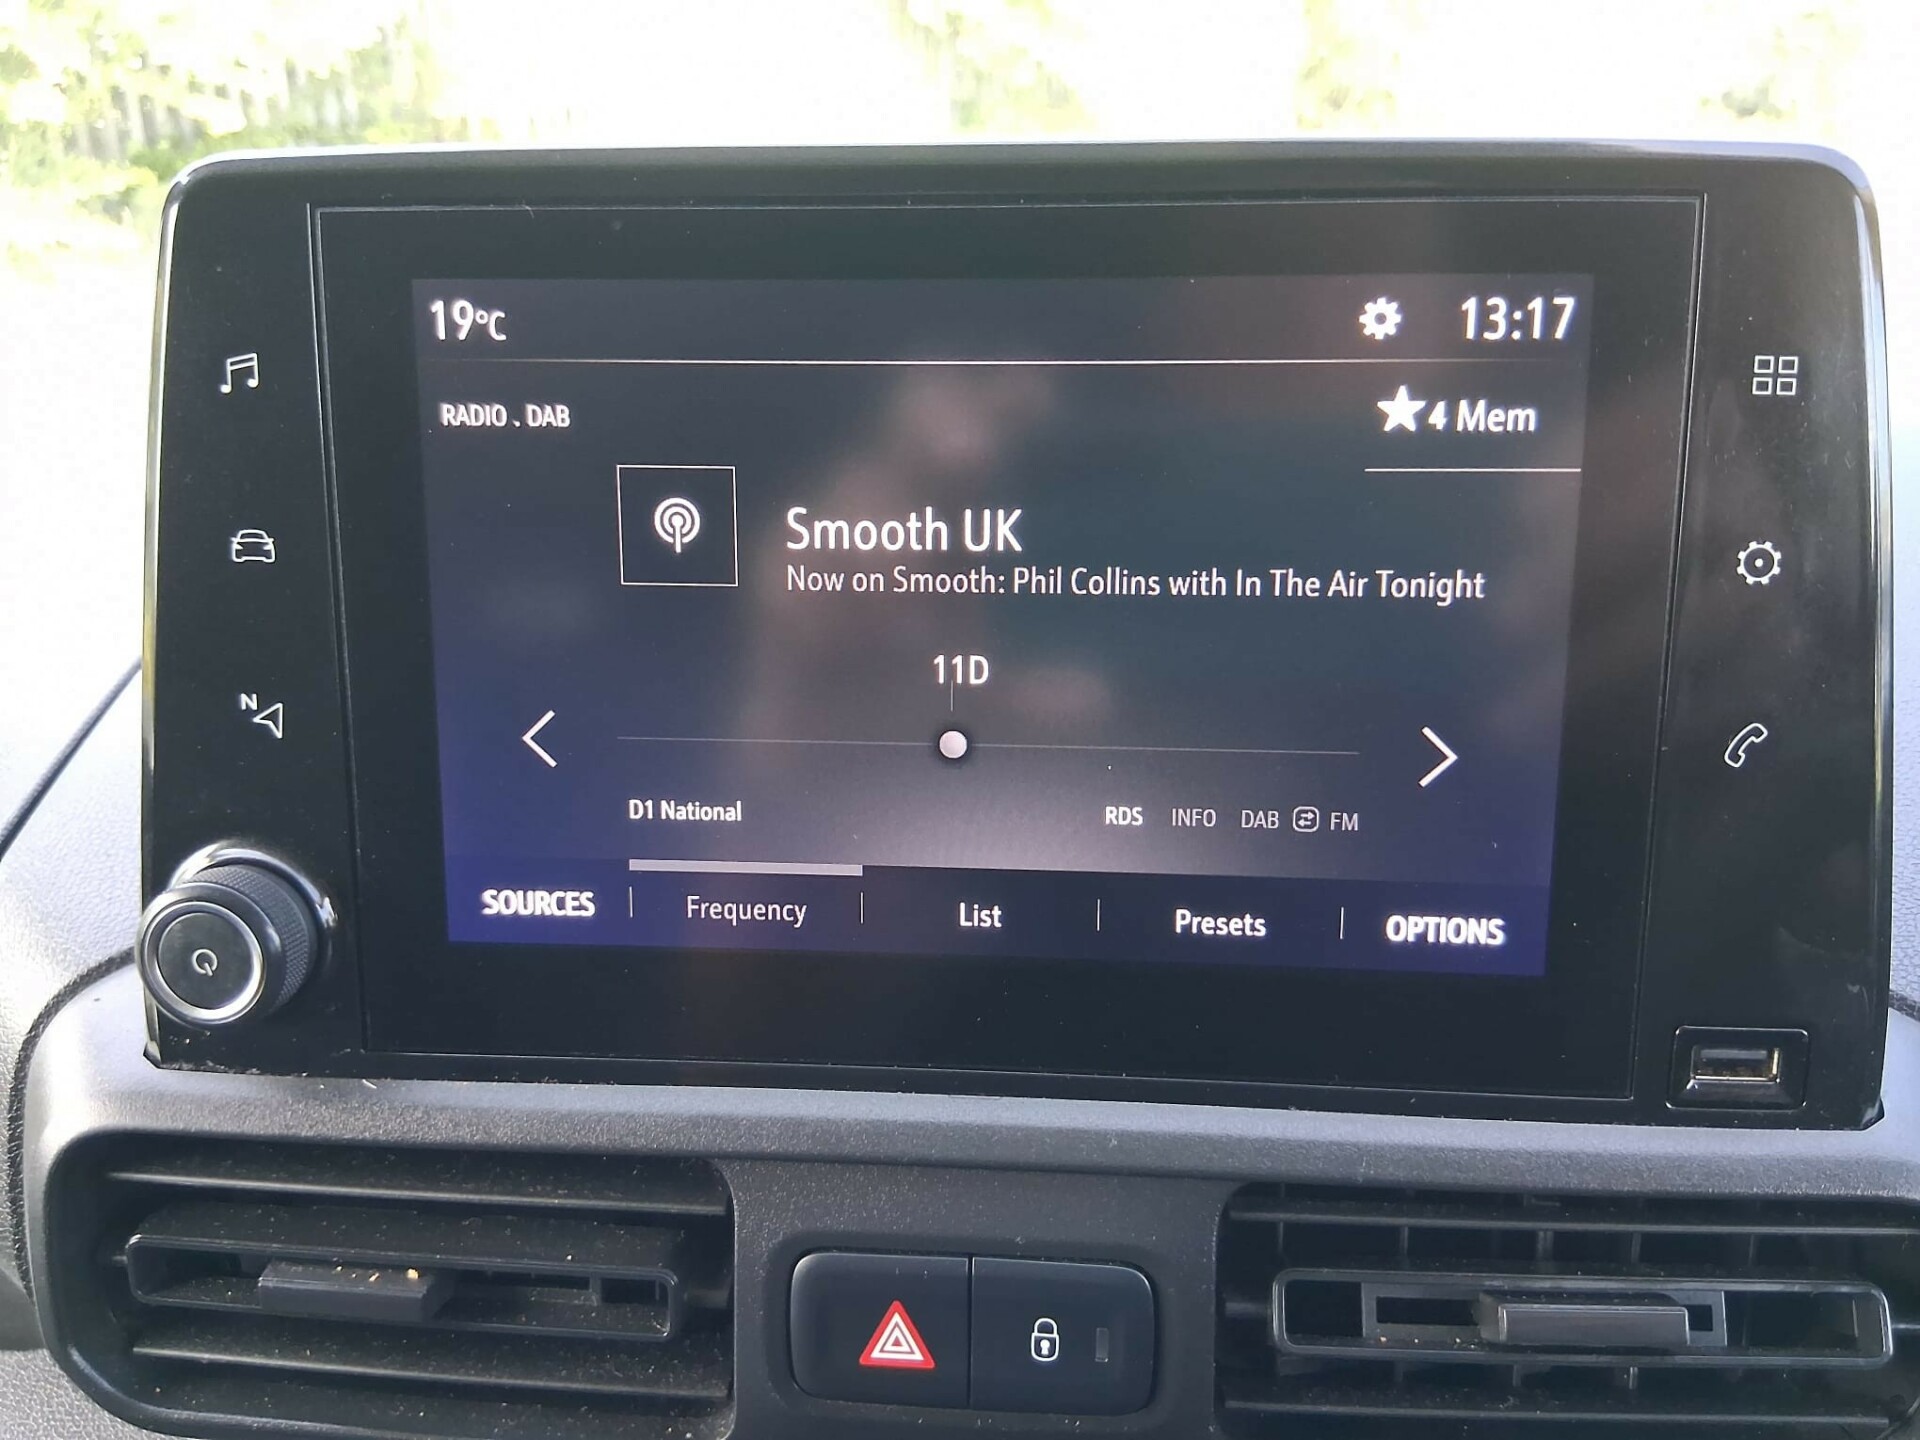 19°C 13:17
RADIO . DAB ★4 Mem
Smooth UK
Now on Smooth: Phil Collins with In The Air Tonight
11D
N
D1 National RDS INFO DAB FM
SOURCES Frequency List Presets OPTIONS